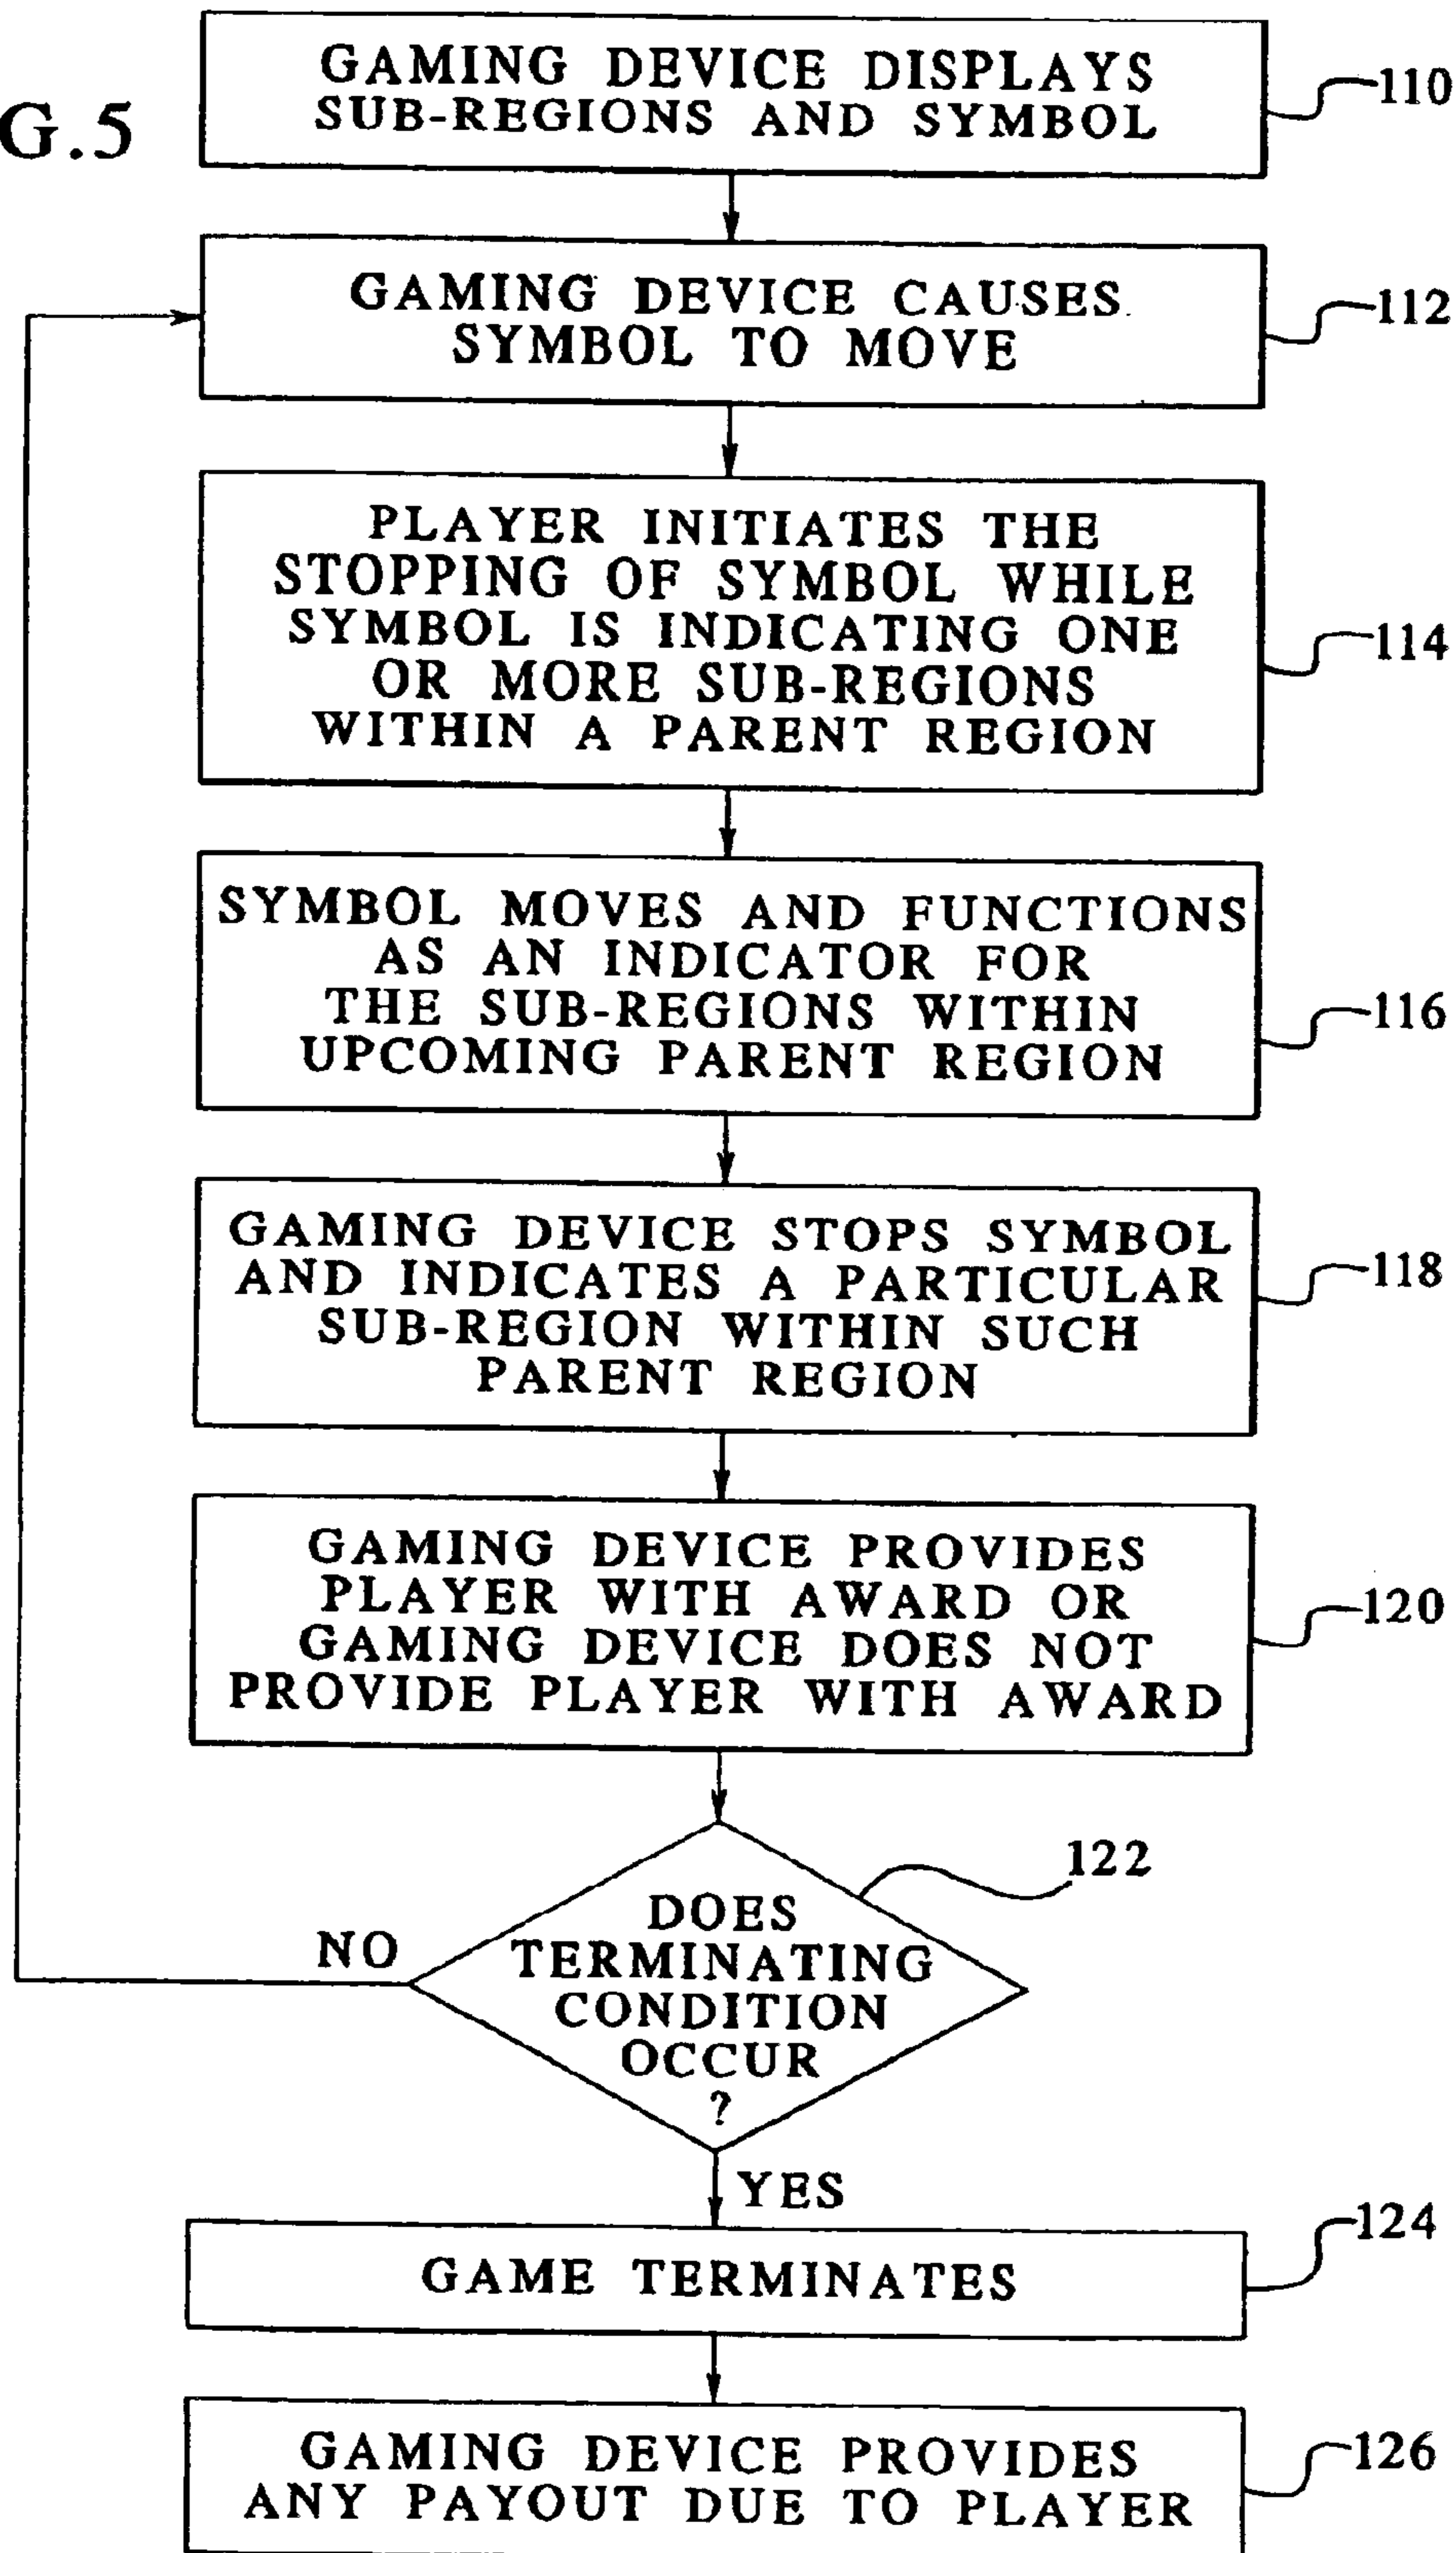 G.5
GAMING DEVICE DISPLAYS
SUB-REGIONS AND SYMBOL
110
GAMING DEVICE CAUSES
SYMBOL TO MOVE
112
PLAYER INITIATES THE
STOPPING OF SYMBOL WHILE
SYMBOL IS INDICATING ONE
OR MORE SUB-REGIONS
WITHIN A PARENT REGION
114
SYMBOL MOVES AND FUNCTIONS
AS AN INDICATOR FOR
THE SUB-REGIONS WITHIN
UPCOMING PARENT REGION
116
GAMING DEVICE STOPS SYMBOL
AND INDICATES A PARTICULAR
SUB-REGION WITHIN SUCH
PARENT REGION
118
GAMING DEVICE PROVIDES
PLAYER WITH AWARD OR
GAMING DEVICE DOES NOT
PROVIDE PLAYER WITH AWARD
120
122
DOES
TERMINATING
CONDITION
OCCUR
?
NO
YES
GAME TERMINATES
124
GAMING DEVICE PROVIDES
ANY PAYOUT DUE TO PLAYER
126